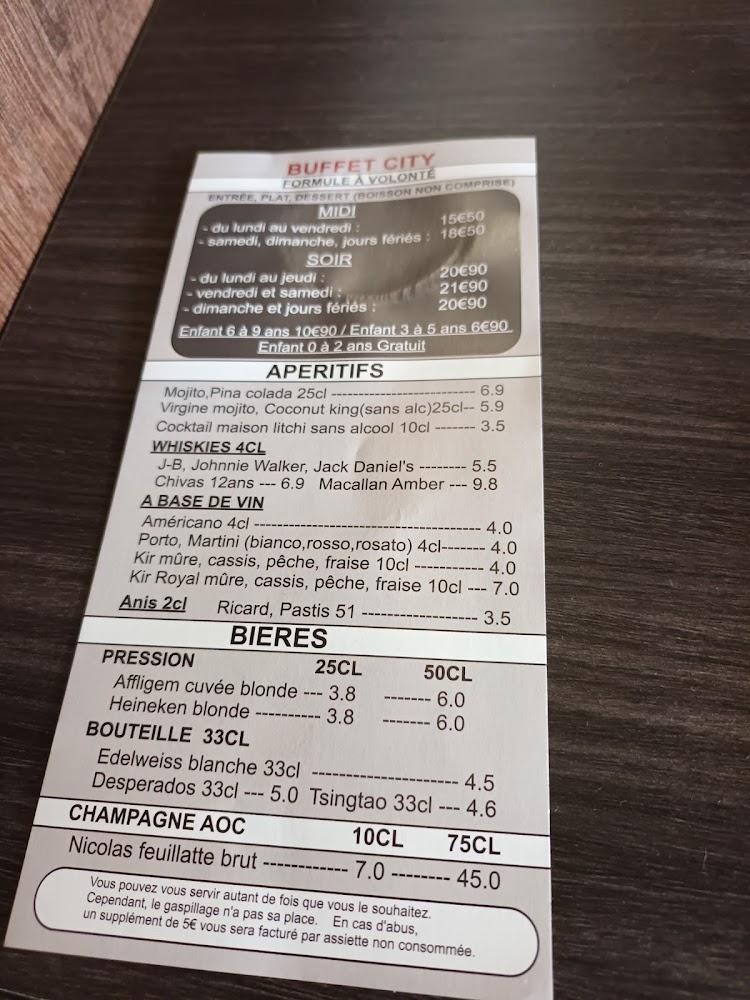 BUFFET CITY
FORMULE À VOLONTÉ
ENTRÉE, PLAT, DESSERT (BOISSON NON COMPRISE)
MIDI
- du lundi au vendredi : 15€50
- samedi, dimanche, jours fériés : 18€50
SOIR
- du lundi au jeudi : 20€90
- vendredi et samedi : 21€90
- dimanche et jours fériés : 20€90
Enfant 6 à 9 ans 10€90 / Enfant 3 à 5 ans 6€90
Enfant 0 à 2 ans Gratuit
APERITIFS
Mojito,Pina colada 25cl ------------------------- 6.9
Virgine mojito, Coconut king(sans alc)25cl-- 5.9
Cocktail maison litchi sans alcool 10cl ------- 3.5
WHISKIES 4CL
J-B, Johnnie Walker, Jack Daniel's -------- 5.5
Chivas 12ans --- 6.9 Macallan Amber --- 9.8
A BASE DE VIN
Américano 4cl ------------------------------------- 4.0
Porto, Martini (bianco,rosso,rosato) 4cl------- 4.0
Kir mûre, cassis, pêche, fraise 10cl ----------- 4.0
Kir Royal mûre, cassis, pêche, fraise 10cl --- 7.0
Anis 2cl Ricard, Pastis 51 ------------------ 3.5
BIERES
PRESSION 25CL 50CL
Affligem cuvée blonde --- 3.8 ------- 6.0
Heineken blonde ---------- 3.8 ------- 6.0
BOUTEILLE 33CL
Edelweiss blanche 33cl ---------------------- 4.5
Desperados 33cl --- 5.0 Tsingtao 33cl --- 4.6
CHAMPAGNE AOC 10CL 75CL
Nicolas feuillatte brut ------------ 7.0 -------- 45.0
Vous pouvez vous servir autant de fois que vous le souhaitez.
Cependant, le gaspillage n'a pas sa place. En cas d'abus,
un supplément de 5€ vous sera facturé par assiette non consommée.